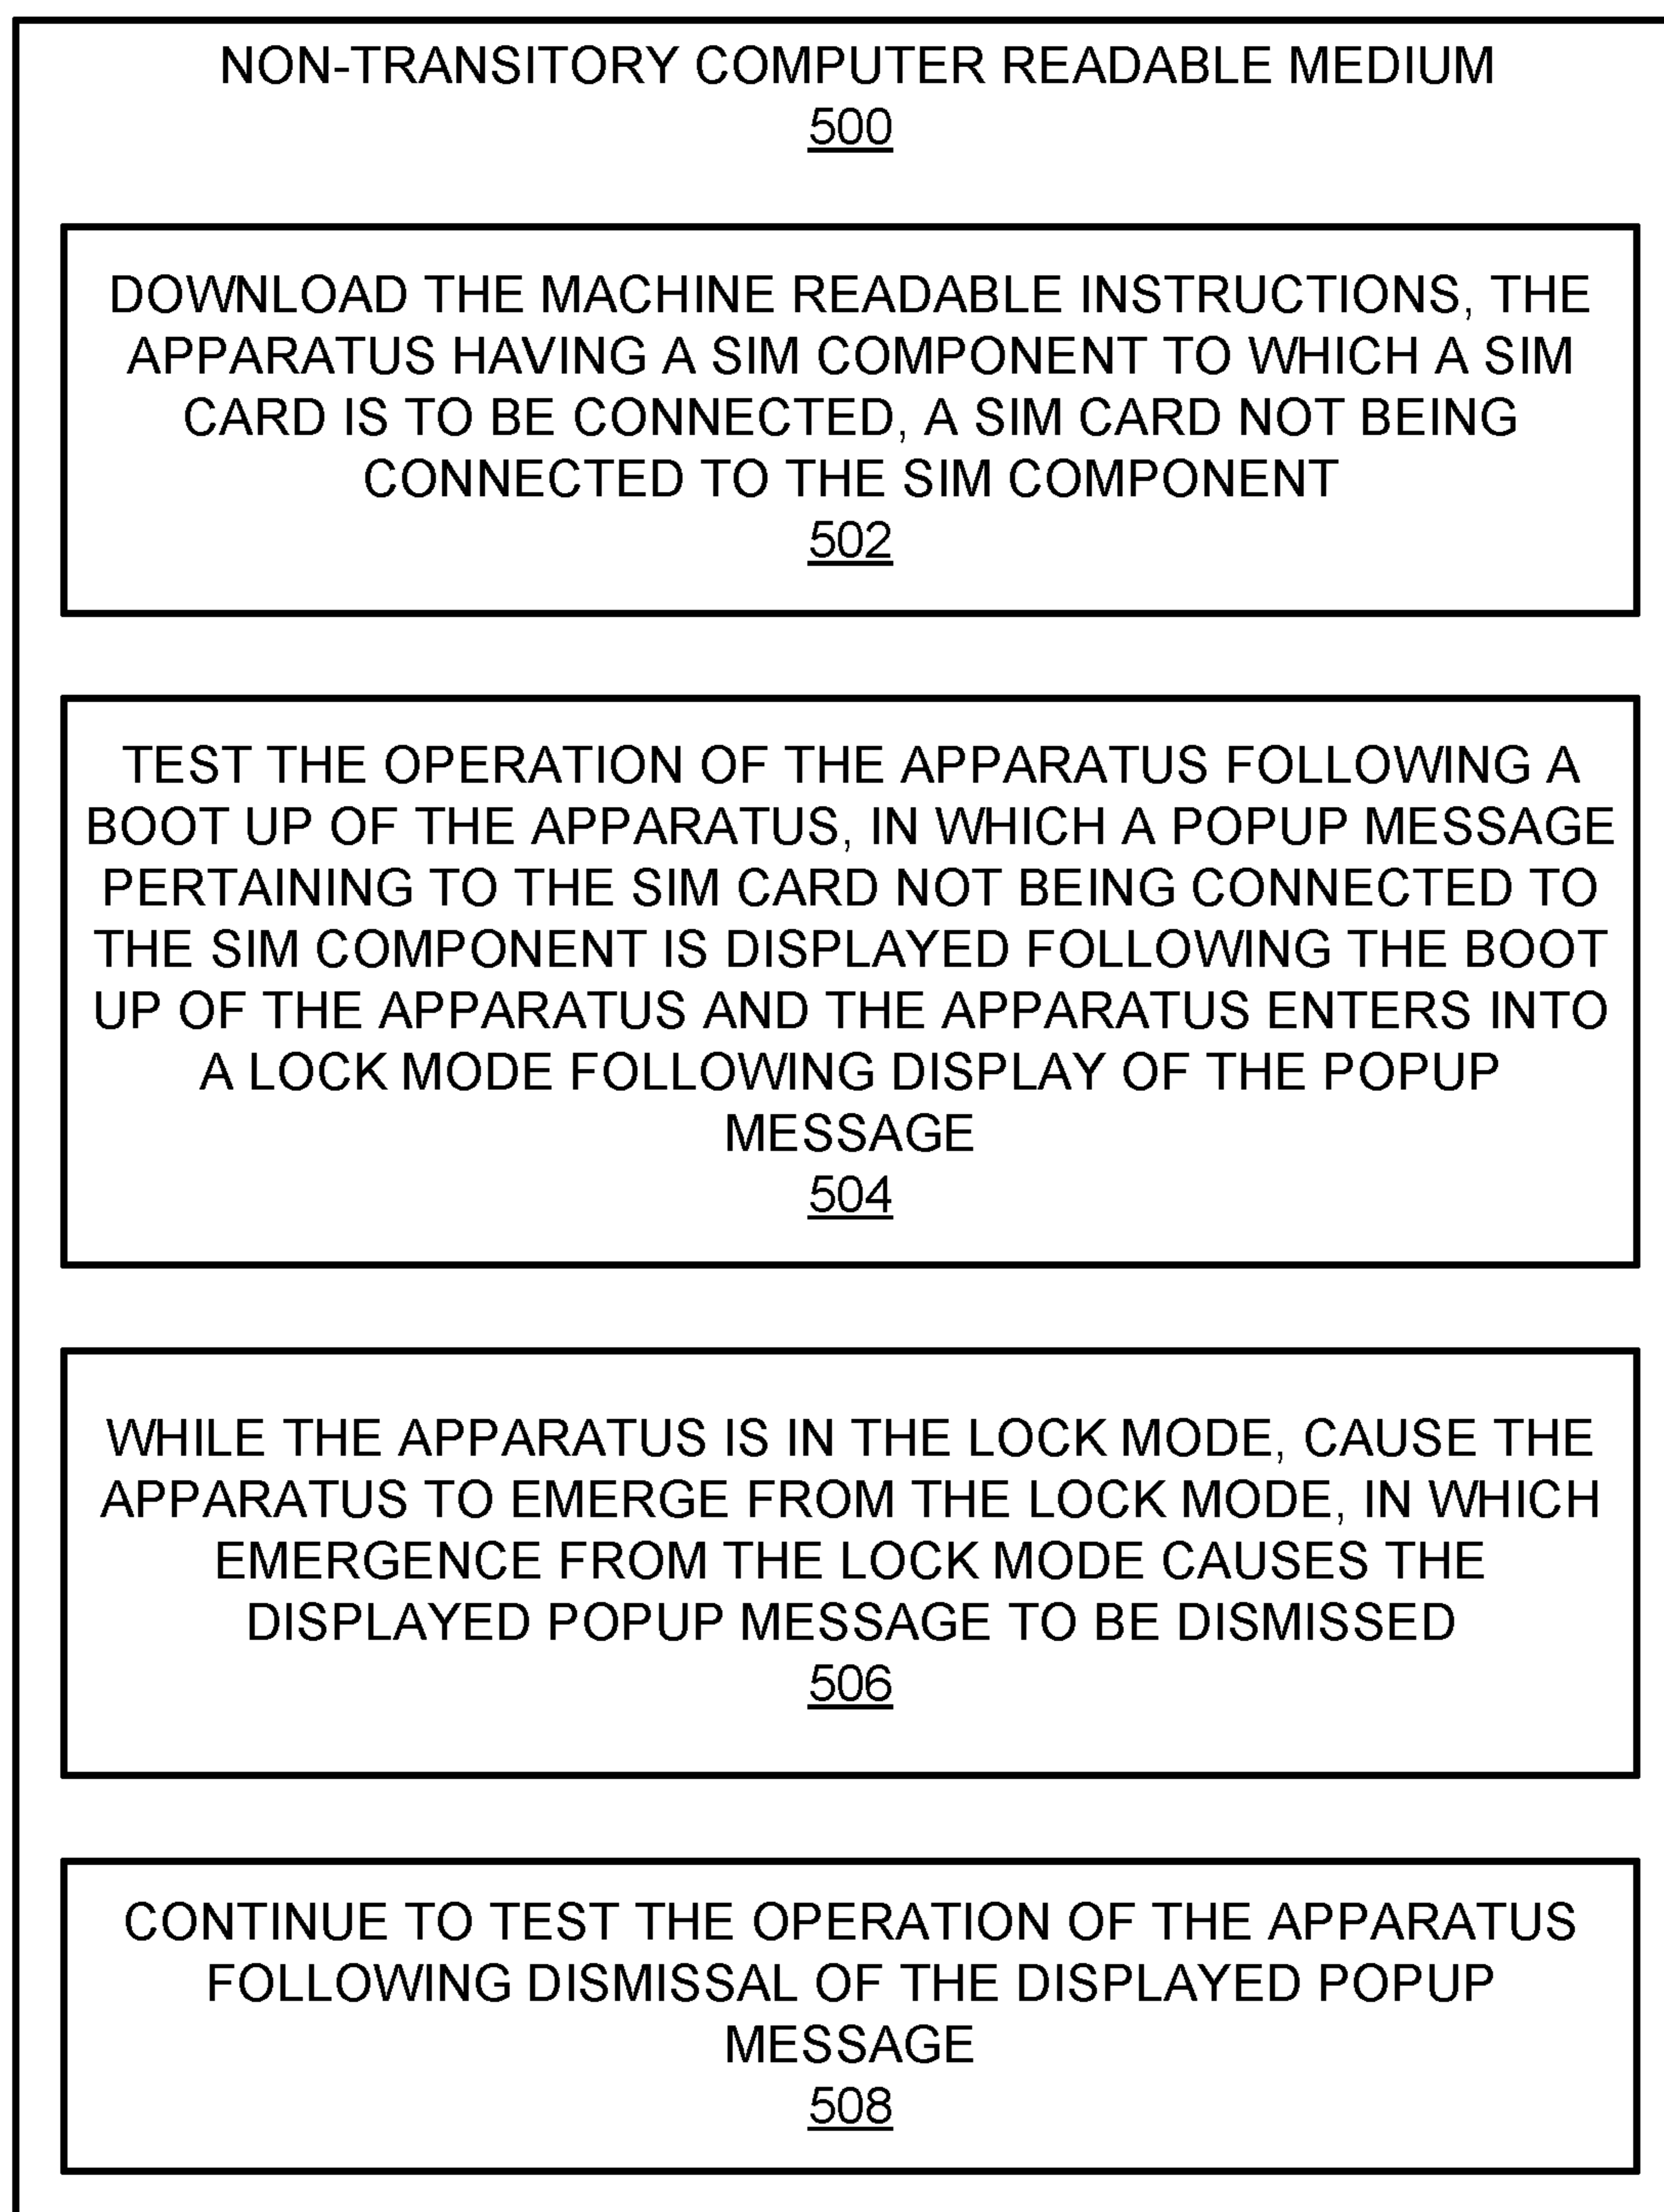 NON-TRANSITORY COMPUTER READABLE MEDIUM
500
DOWNLOAD THE MACHINE READABLE INSTRUCTIONS, THE
APPARATUS HAVING A SIM COMPONENT TO WHICH A SIM
CARD IS TO BE CONNECTED, A SIM CARD NOT BEING
CONNECTED TO THE SIM COMPONENT
502
TEST THE OPERATION OF THE APPARATUS FOLLOWING A
BOOT UP OF THE APPARATUS, IN WHICH A POPUP MESSAGE
PERTAINING TO THE SIM CARD NOT BEING CONNECTED TO
THE SIM COMPONENT IS DISPLAYED FOLLOWING THE BOOT
UP OF THE APPARATUS AND THE APPARATUS ENTERS INTO
A LOCK MODE FOLLOWING DISPLAY OF THE POPUP
MESSAGE
504
WHILE THE APPARATUS IS IN THE LOCK MODE, CAUSE THE
APPARATUS TO EMERGE FROM THE LOCK MODE, IN WHICH
EMERGENCE FROM THE LOCK MODE CAUSES THE
DISPLAYED POPUP MESSAGE TO BE DISMISSED
506
CONTINUE TO TEST THE OPERATION OF THE APPARATUS
FOLLOWING DISMISSAL OF THE DISPLAYED POPUP
MESSAGE
508